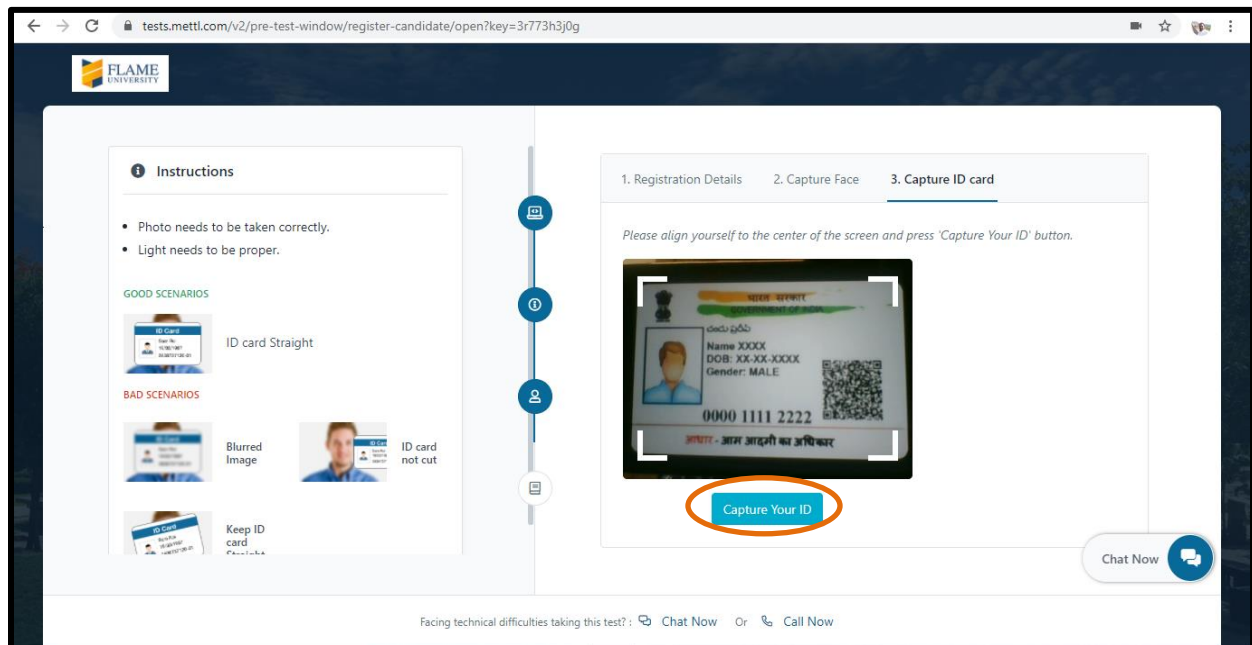 tests.mettl.com/v2/pre-test-window/register-candidate/open?key=3r773h3j0g
FLAME
UNIVERSITY
Instructions
• Photo needs to be taken correctly.
• Light needs to be proper.
GOOD SCENARIOS
ID Card
ID card Straight
BAD SCENARIOS
Blurred
Image
ID card
not cut
Keep ID
card
Straight
1. Registration Details
2. Capture Face
3. Capture ID card
Please align yourself to the center of the screen and press 'Capture Your ID' button.
भारत सरकार
GOVERNMENT OF INDIA
Name XXXX
DOB: XX-XX-XXXX
Gender: MALE
0000 1111 2222
आधार - आम आदमी का अधिकार
Capture Your ID
Chat Now
Facing technical difficulties taking this test? : Chat Now Or Call Now